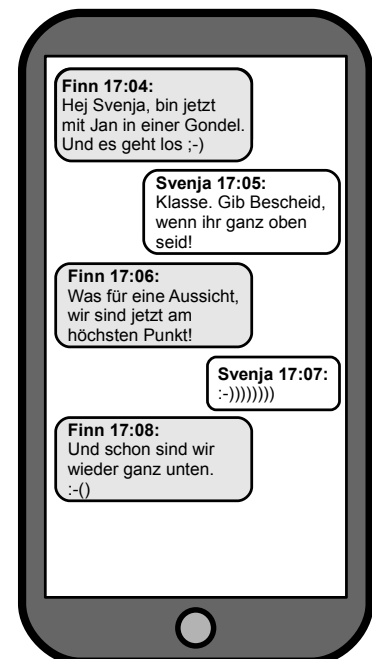 Finn 17:04:
Hej Svenja, bin jetzt
mit Jan in einer Gondel.
Und es geht los ;-)
Svenja 17:05:
Klasse. Gib Bescheid,
wenn ihr ganz oben
seid!
Finn 17:06:
Was für eine Aussicht,
wir sind jetzt am
höchsten Punkt!
Svenja 17:07:
:-))))))))
Finn 17:08:
Und schon sind wir
wieder ganz unten.
:-()